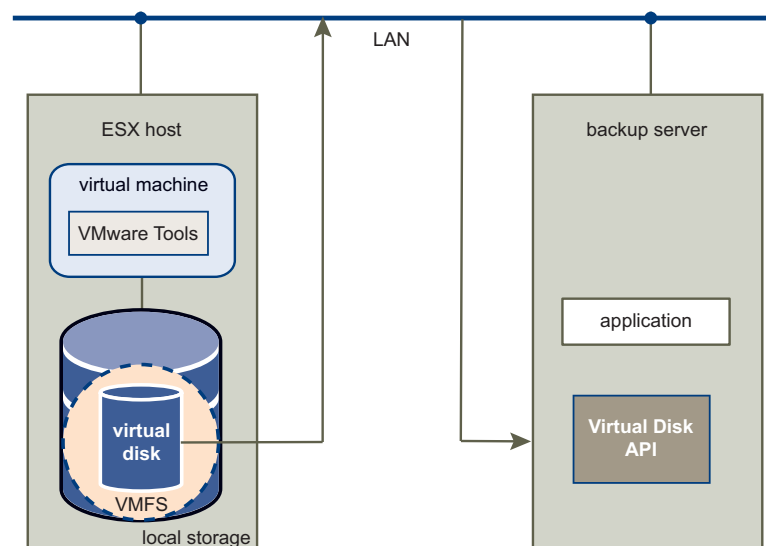 LAN
ESX host
virtual machine
VMware Tools
virtual
disk
VMFS
local storage
backup server
application
Virtual Disk
API